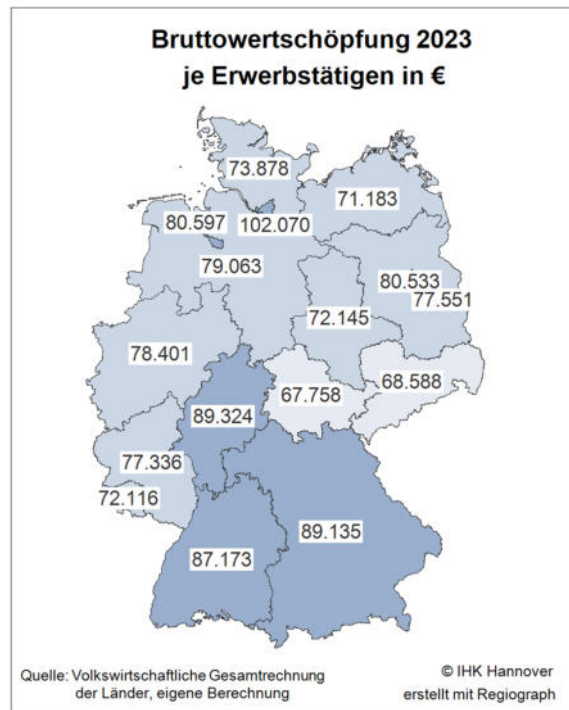 Bruttowertschöpfung 2023
je Erwerbstätigen in €
73.878
71.183
80.597
102.070
79.063
80.533
77.551
72.145
78.401
68.588
67.758
89.324
77.336
72.116
89.135
87.173
Quelle: Volkswirtschaftliche Gesamtrechnung
der Länder, eigene Berechnung
© IHK Hannover
erstellt mit Regiograph